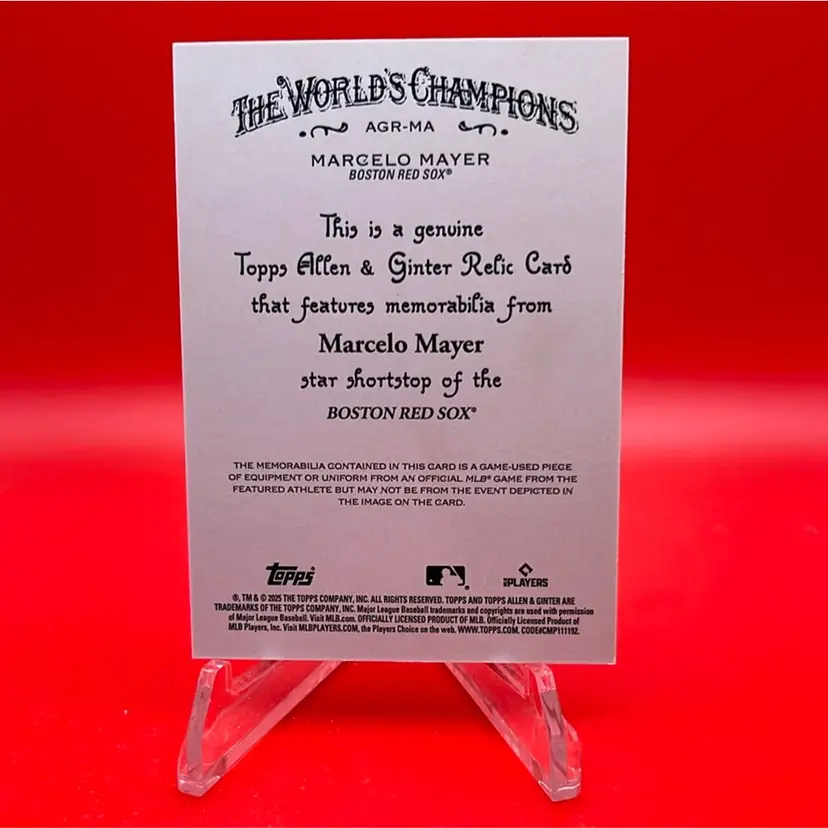 THE WORLD'S CHAMPIONS
AGR-MA
MARCELO MAYER
BOSTON RED SOX®
This is a genuine
Topps Allen & Ginter Relic Card
that features memorabilia from
Marcelo Mayer
star shortstop of the
BOSTON RED SOX®
THE MEMORABILIA CONTAINED IN THIS CARD IS A GAME-USED PIECE
OF EQUIPMENT OR UNIFORM FROM AN OFFICIAL MLB® GAME FROM THE
FEATURED ATHLETE BUT MAY NOT BE FROM THE EVENT DEPICTED IN
THE IMAGE ON THE CARD.
topps®
MLB PLAYERS
®, TM & © 2025 THE TOPPS COMPANY, INC. ALL RIGHTS RESERVED. TOPPS AND TOPPS ALLEN & GINTER ARE
TRADEMARKS OF THE TOPPS COMPANY, INC. Major League Baseball trademarks and copyrights are used with permission
of Major League Baseball. Visit MLB.com. OFFICIALLY LICENSED PRODUCT OF MLB. Officially Licensed Product of
MLB Players, Inc. Visit MLBPLAYERS.COM, the Players Choice on the web. WWW.TOPPS.COM. CODE#CMP111192.